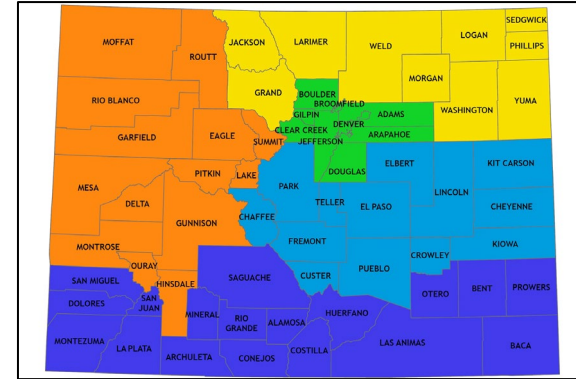 SEDGWICK
MOFFAT
ROUTT
JACKSON
LARIMER
WELD
LOGAN
PHILLIPS
MORGAN
GRAND
BOULDER
RIO BLANCO
BROOMFIELD
GILPIN
ADAMS
WASHINGTON
YUMA
DENVER
GARFIELD
EAGLE
CLEAR CREEK
ARAPAHOE
SUMMIT
JEFFERSON
PITKIN
LAKE
DOUGLAS
ELBERT
KIT CARSON
MESA
PARK
LINCOLN
DELTA
TELLER
EL PASO
CHEYENNE
GUNNISON
CHAFFEE
FREMONT
KIOWA
MONTROSE
CROWLEY
OURAY
PUEBLO
SAN MIGUEL
HINSDALE
SAGUACHE
CUSTER
OTERO
BENT
PROWERS
DOLORES
SAN
JUAN
MINERAL
RIO
GRANDE
ALAMOSA
HUERFANO
MONTEZUMA
LA PLATA
ARCHULETA
CONEJOS
COSTILLA
LAS ANIMAS
BACA